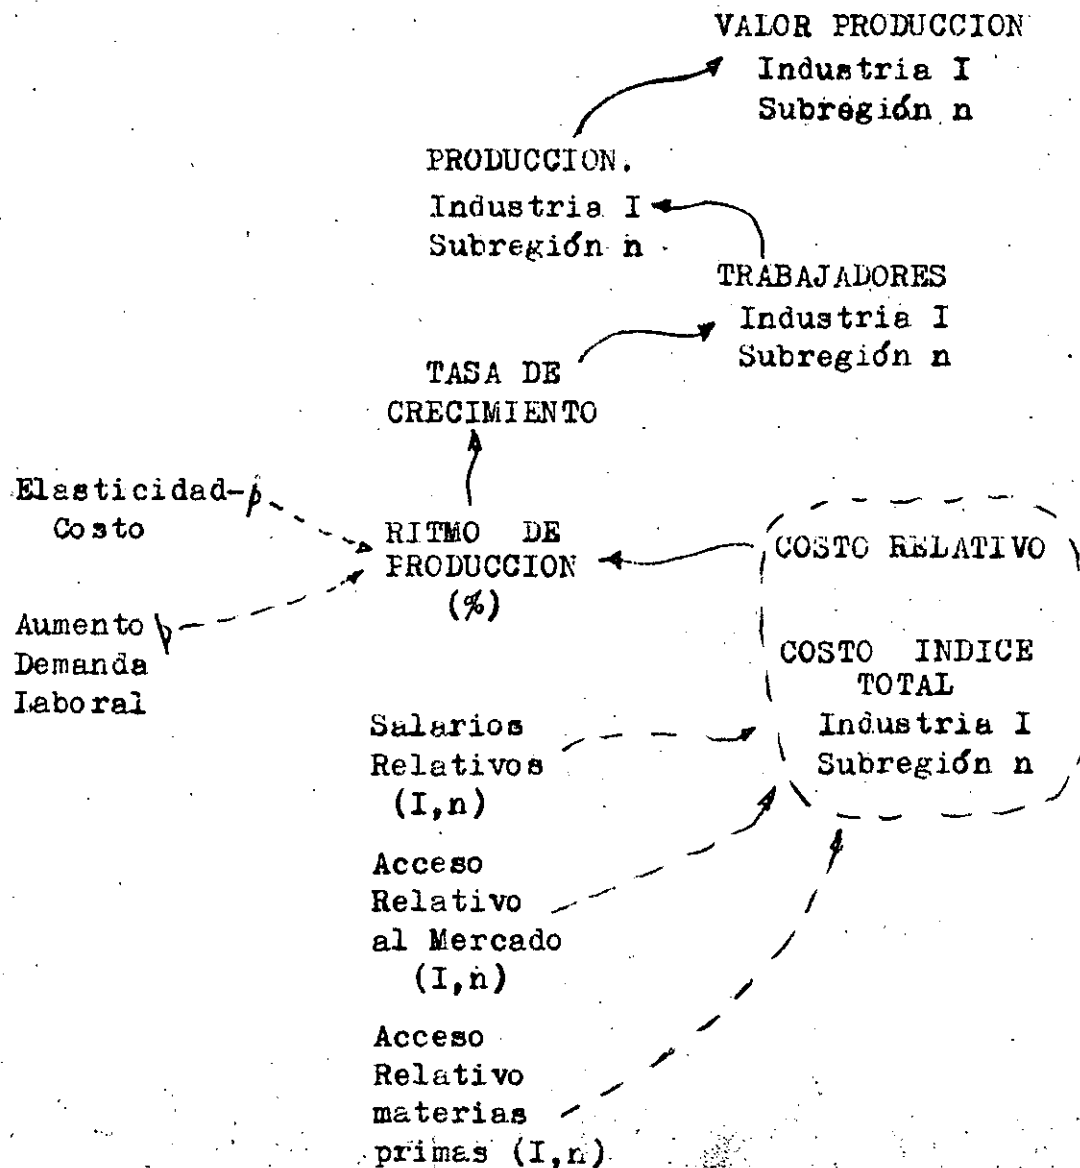 VALOR PRODUCCION
Industria I
Subregión n
PRODUCCION.
Industria I
Subregión n
TRABAJADORES
Industria I
Subregión n
TASA DE
CRECIMIENTO
Elasticidad-
Costo
RITMO DE
PRODUCCION
(%)
COSTO RELATIVO
Aumento
Demanda
Laboral
COSTO INDICE
TOTAL
Industria I
Subregión n
Salarios
Relativos
(I,n)
Acceso
Relativo
al Mercado
(I,n)
Acceso
Relativo
materias
primas (I,n)